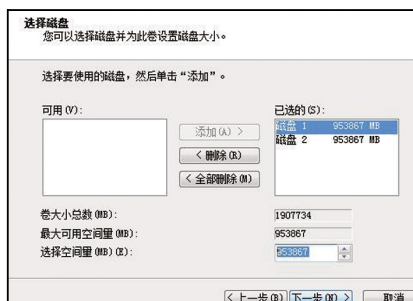 选择磁盘
您可以选择磁盘并为此卷设置磁盘大小。
选择要使用的磁盘，然后单击“添加”。
可用(V):
已选的(S):
添加(A) >
磁盘 1 953867 MB
磁盘 2 953867 MB
< 删除(R)
< 全部删除(M)
卷大小总数(MB): 1907734
最大可用空间量(MB): 953867
选择空间量(MB)(E): 953867
< 上一步(B) 下一步(N) > 取消